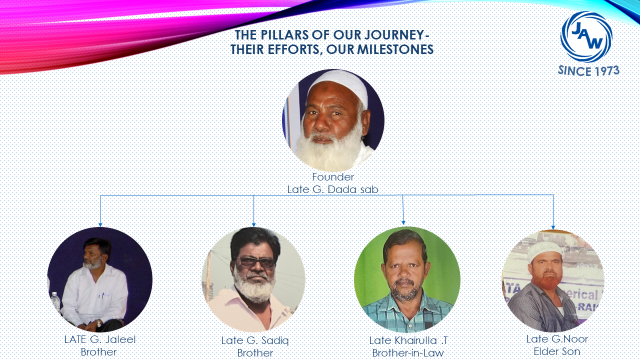 THE PILLARS OF OUR JOURNEY-
THEIR EFFORTS, OUR MILESTONES
JAW
SINCE 1973
Founder
Late G. Dada sab
LATE G. Jaleel
Brother
Late G. Sadiq
Brother
Late Khairulla .T
Brother-in-Law
Late G.Noor
Elder Son